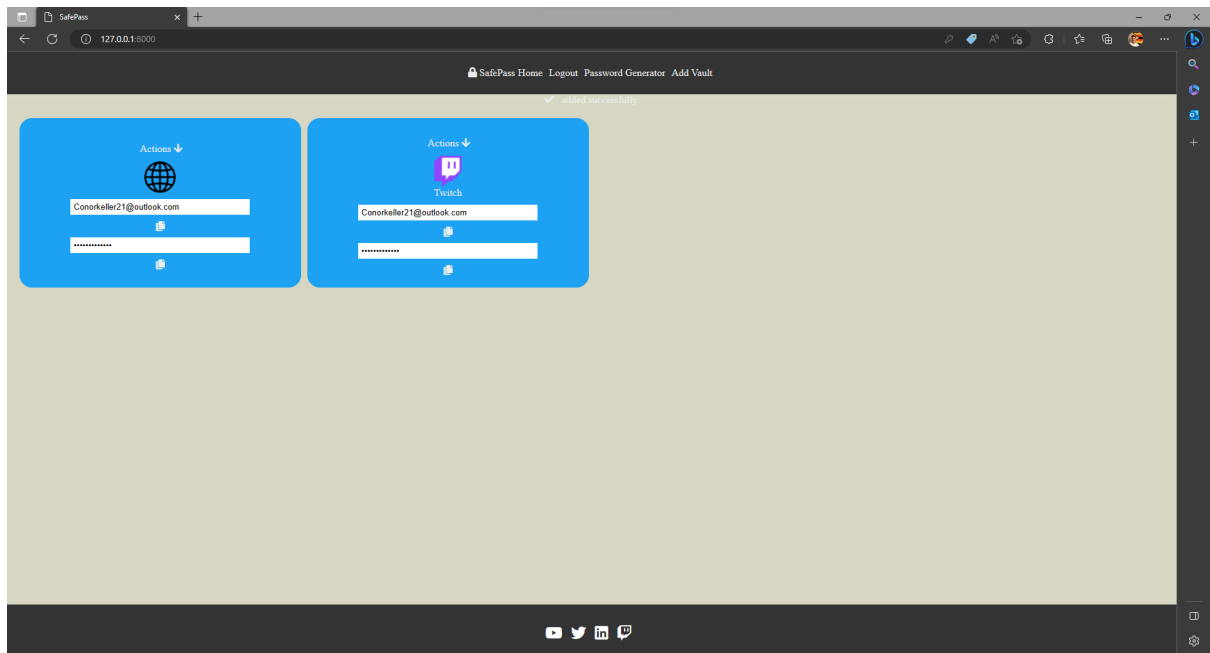 SafePass
127.0.0.1:8000
SafePass Home Logout Password Generator Add Vault
added successfully
Actions
Conorkeller21@outlook.com
•••••••••••••
Actions
Twitch
Conorkeller21@outlook.com
•••••••••••••